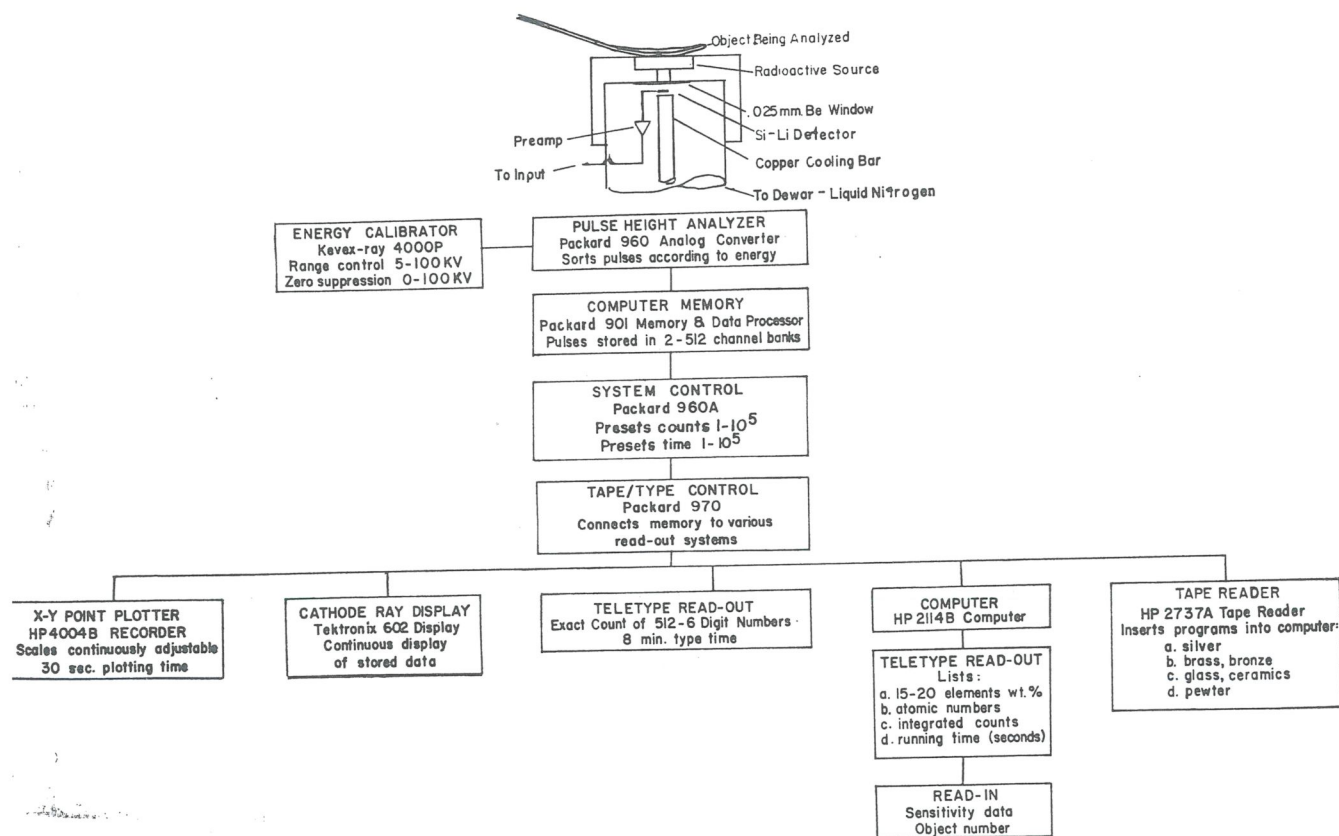 Object Being Analyzed
Radioactive Source
.025mm. Be Window
Si-Li Detector
Preamp
Copper Cooling Bar
To Input
To Dewar - Liquid Nitrogen
ENERGY CALIBRATOR
Kevex-ray 4000P
Range control 5-100KV
Zero suppression 0-100KV
PULSE HEIGHT ANALYZER
Packard 960 Analog Converter
Sorts pulses according to energy
COMPUTER MEMORY
Packard 901 Memory & Data Processor
Pulses stored in 2-512 channel banks
SYSTEM CONTROL
Packard 960A
Presets counts 1-10⁵
Presets time 1-10⁵
TAPE/TYPE CONTROL
Packard 970
Connects memory to various
read-out systems
X-Y POINT PLOTTER
HP4004B RECORDER
Scales continuously adjustable
30 sec. plotting time
CATHODE RAY DISPLAY
Tektronix 602 Display
Continuous display
of stored data
TELETYPE READ-OUT
Exact Count of 512-6 Digit Numbers
8 min. type time
COMPUTER
HP 2114B Computer
TELETYPE READ-OUT
Lists:
a. 15-20 elements wt.%
b. atomic numbers
c. integrated counts
d. running time (seconds)
READ-IN
Sensitivity data
Object number
TAPE READER
HP 2737A Tape Reader
Inserts programs into computer:
a. silver
b. brass, bronze
c. glass, ceramics
d. pewter